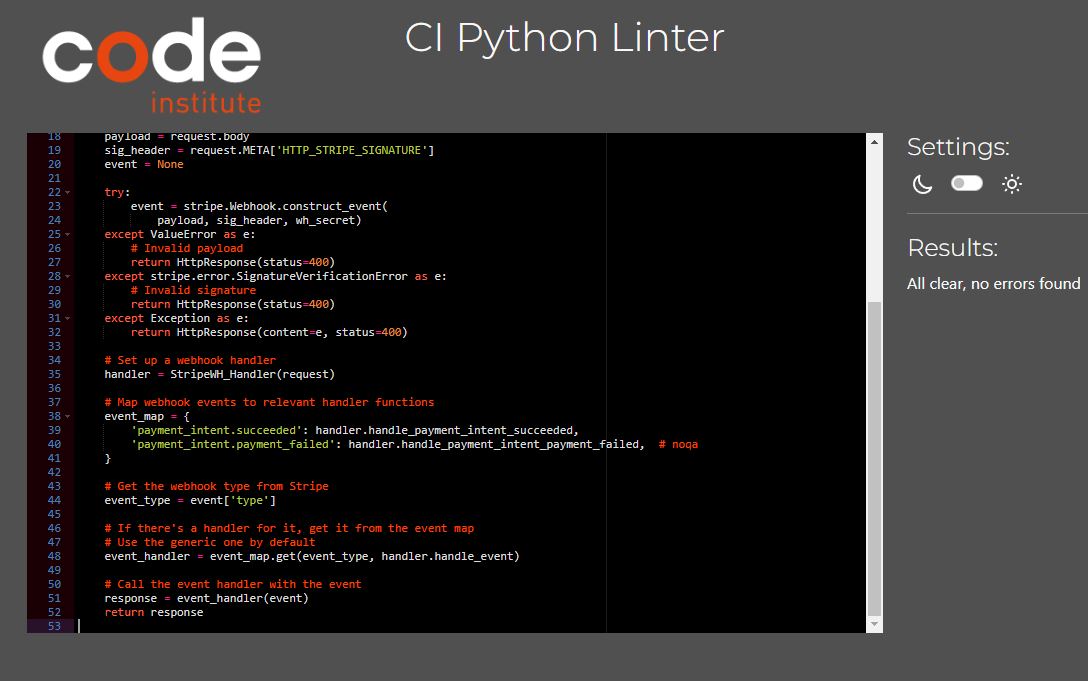 code
institute
CI Python Linter
18 payload = request.body
19 sig_header = request.META['HTTP_STRIPE_SIGNATURE']
20 event = None
21
22 try:
23 event = stripe.Webhook.construct_event(
24 payload, sig_header, wh_secret)
25 except ValueError as e:
26 # Invalid payload
27 return HttpResponse(status=400)
28 except stripe.error.SignatureVerificationError as e:
29 # Invalid signature
30 return HttpResponse(status=400)
31 except Exception as e:
32 return HttpResponse(content=e, status=400)
33
34 # Set up a webhook handler
35 handler = StripeWH_Handler(request)
36
37 # Map webhook events to relevant handler functions
38 event_map = {
39 'payment_intent.succeeded': handler.handle_payment_intent_succeeded,
40 'payment_intent.payment_failed': handler.handle_payment_intent_payment_failed, # noqa
41 }
42
43 # Get the webhook type from Stripe
44 event_type = event['type']
45
46 # If there's a handler for it, get it from the event map
47 # Use the generic one by default
48 event_handler = event_map.get(event_type, handler.handle_event)
49
50 # Call the event handler with the event
51 response = event_handler(event)
52 return response
53
Settings:
Results:
All clear, no errors found